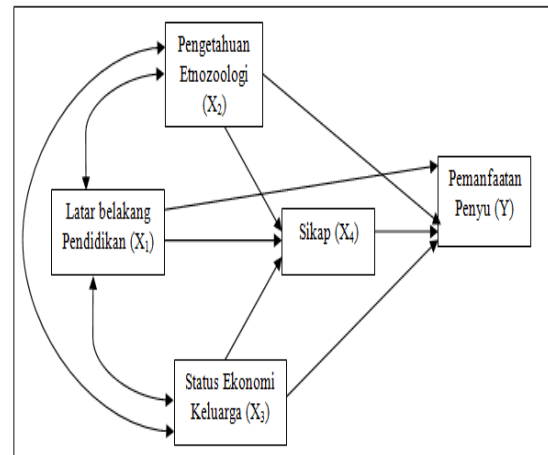 Pengetahuan
Etnozoologi
(X₂)
Pemanfaatan
Penyu (Y)
Latar belakang
Pendidikan (X₁)
Sikap (X₄)
Status Ekonomi
Keluarga (X₃)